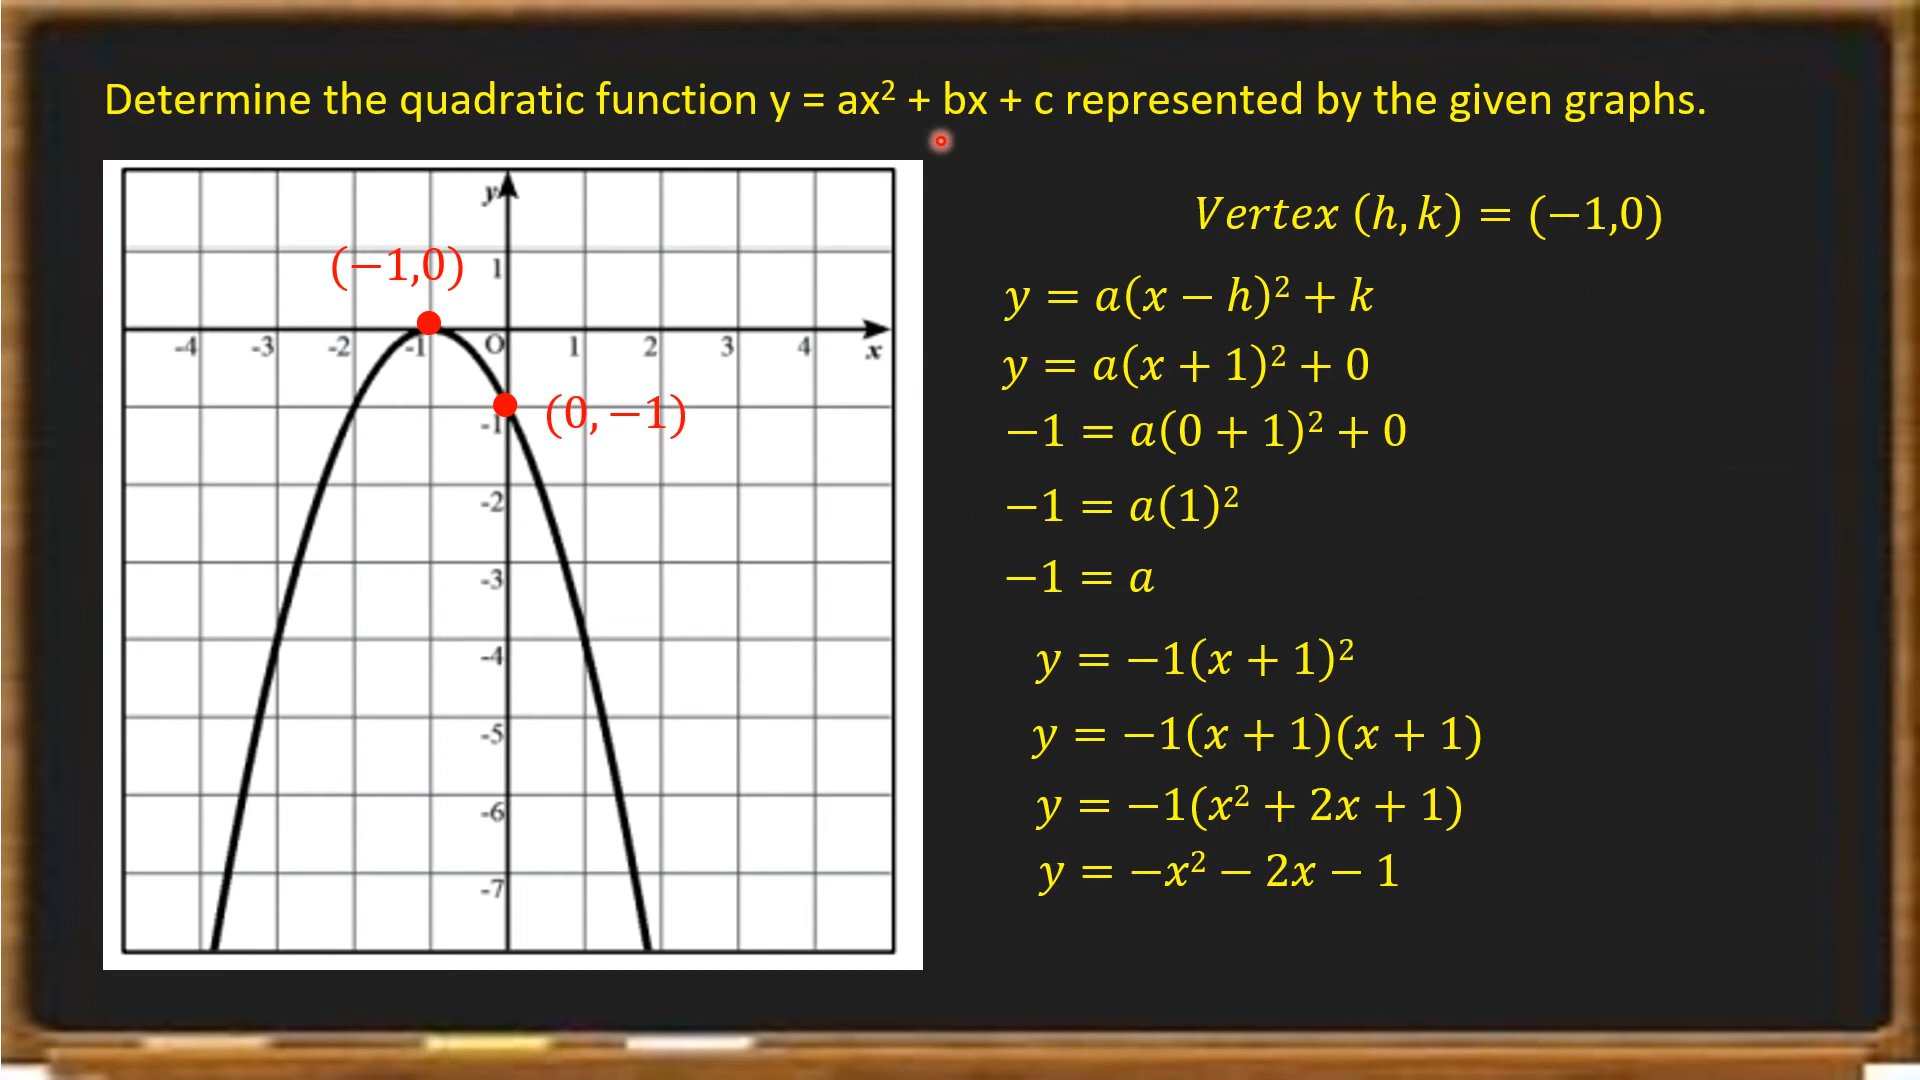 Determine the quadratic function y = ax² + bx + c represented by the given graphs.
y
(−1,0)
1
-4 -3 -2 -1 O 1 2 3 4 x
-1
(0, −1)
-2
-3
-4
-5
-6
-7
Vertex (h, k) = (−1,0)
y = a(x − h)² + k
y = a(x + 1)² + 0
−1 = a(0 + 1)² + 0
−1 = a(1)²
−1 = a
y = −1(x + 1)²
y = −1(x + 1)(x + 1)
y = −1(x² + 2x + 1)
y = −x² − 2x − 1